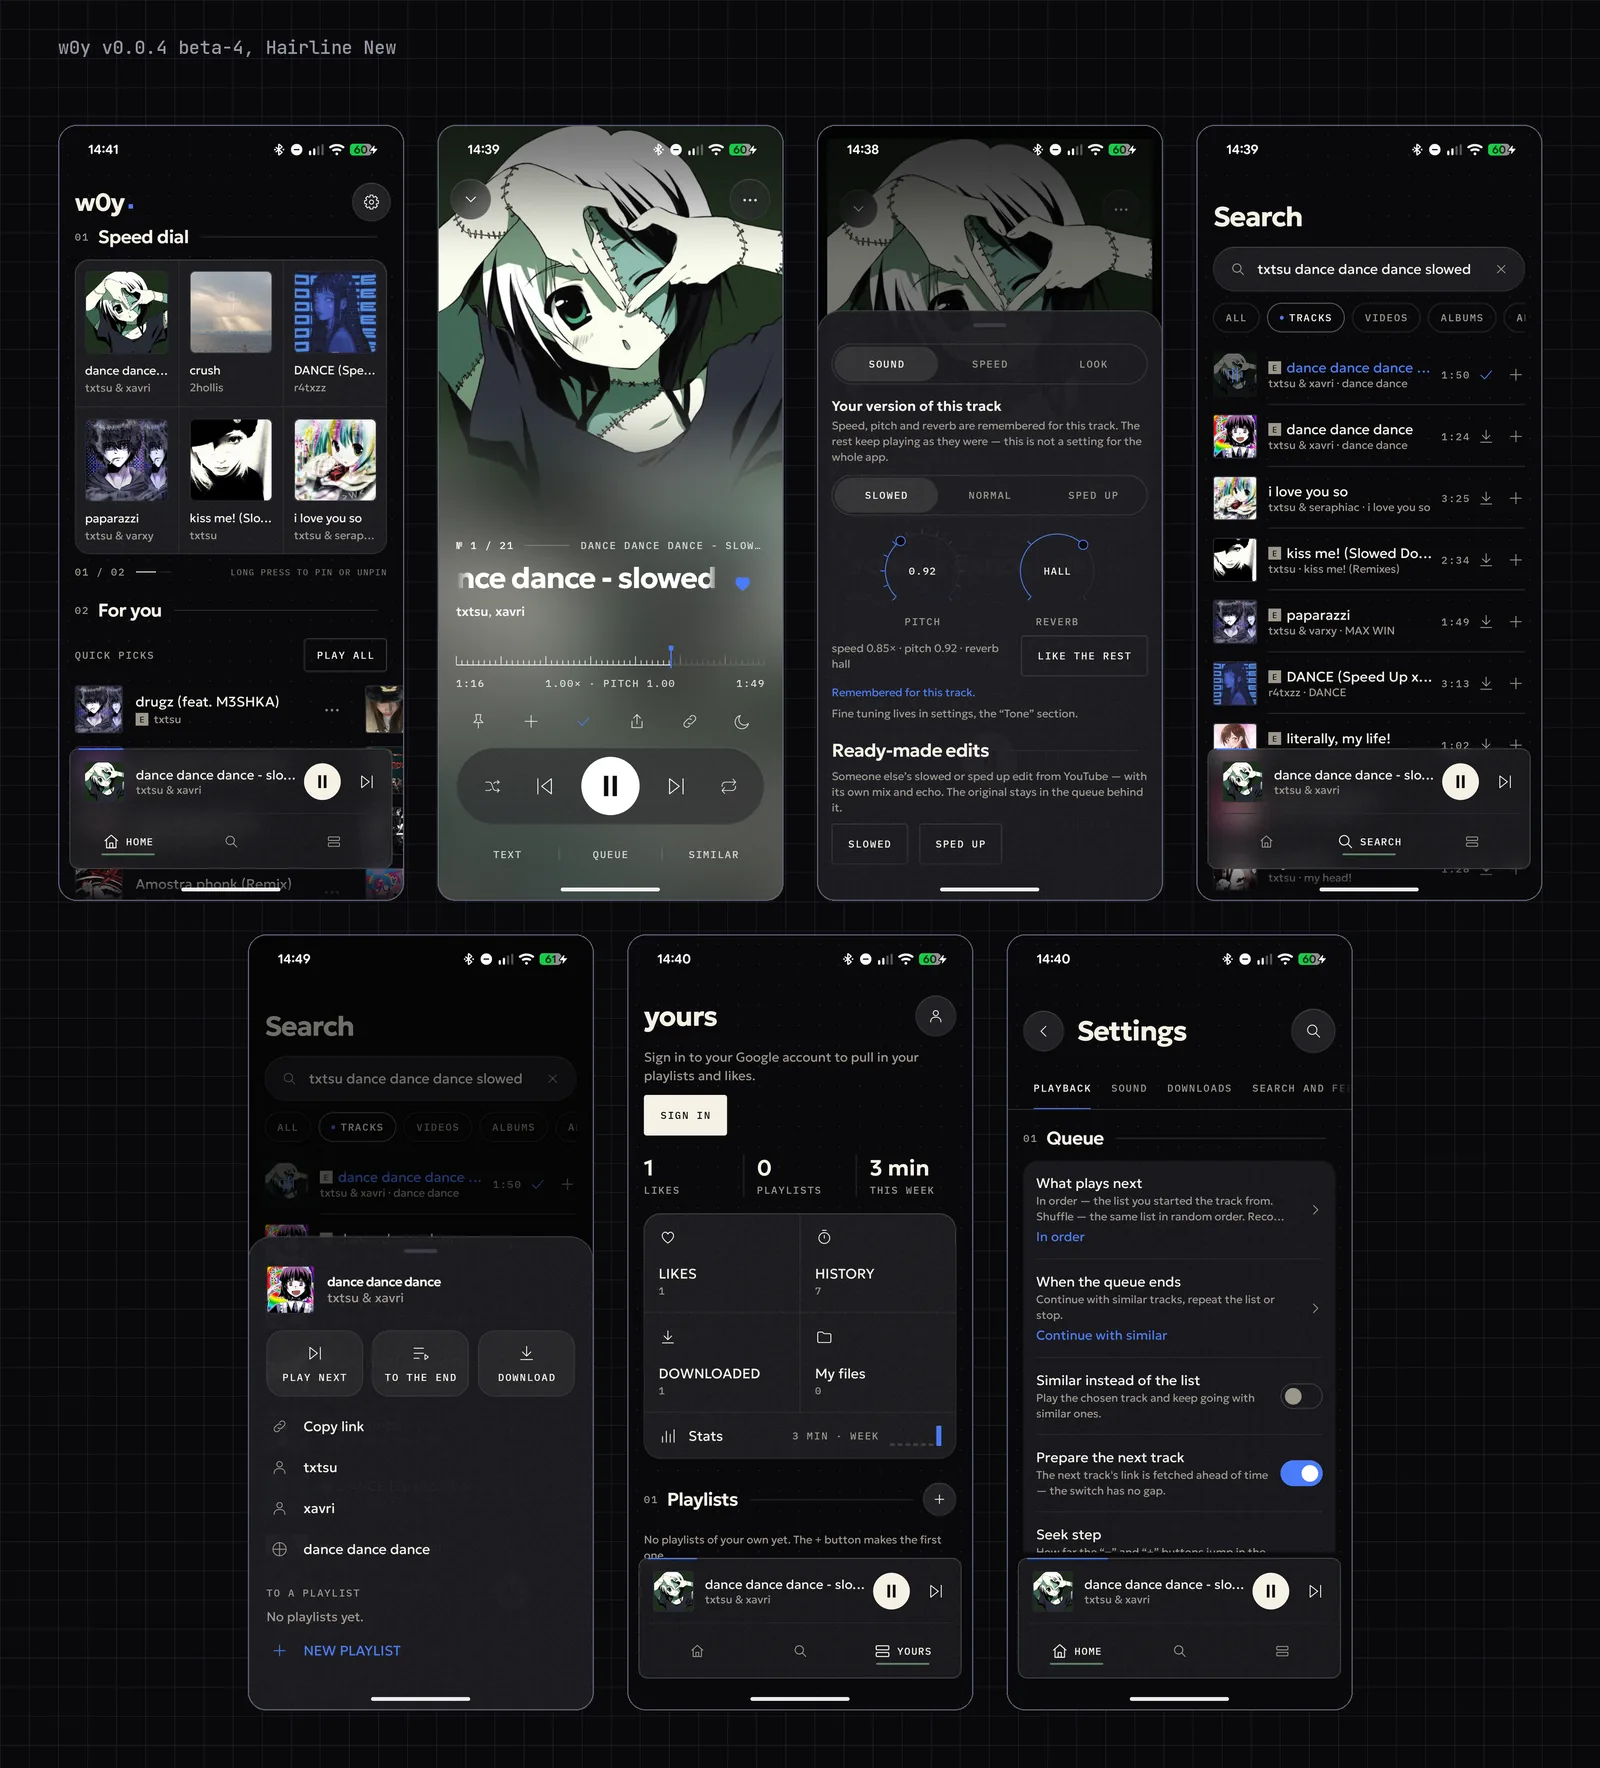 w0y v0.0.4 beta-4, Hairline New
14:41
60
w0y.
01 Speed dial
dance dance...
txtsu & xavri
crush
2hollis
DANCE (Spe...
r4txzz
paparazzi
txtsu & varxy
kiss me! (Slo...
txtsu
i love you so
txtsu & serap...
01 / 02
LONG PRESS TO PIN OR UNPIN
02 For you
QUICK PICKS
PLAY ALL
drugz (feat. M3SHKA)
E txtsu
dance dance dance - slo...
txtsu & xavri
HOME
Amostra phonk (Remix)
14:39
60
№ 1 / 21
DANCE DANCE DANCE - SLOW…
nce dance - slowed
txtsu, xavri
1:16
1.00× · PITCH 1.00
1:49
TEXT
QUEUE
SIMILAR
14:38
60
SOUND
SPEED
LOOK
Your version of this track
Speed, pitch and reverb are remembered for this track. The
rest keep playing as they were — this is not a setting for the
whole app.
SLOWED
NORMAL
SPED UP
0.92
HALL
PITCH
REVERB
speed 0.85× · pitch 0.92 · reverb
hall
LIKE THE REST
Remembered for this track.
Fine tuning lives in settings, the “Tone” section.
Ready-made edits
Someone else's slowed or sped up edit from YouTube — with
its own mix and echo. The original stays in the queue behind
it.
SLOWED
SPED UP
14:39
60
Search
txtsu dance dance dance slowed
ALL
TRACKS
VIDEOS
ALBUMS
E dance dance dance ...
txtsu & xavri · dance dance
1:50
E dance dance dance
txtsu & xavri · dance dance
1:24
i love you so
txtsu & seraphiac · i love you so
3:25
E kiss me! (Slowed Do...
txtsu · kiss me! (Remixes)
2:34
E paparazzi
txtsu & varxy · MAX WIN
1:49
E DANCE (Speed Up x...
r4txzz · DANCE
3:13
E literally, my life!
1:02
dance dance dance - slo...
txtsu & xavri
SEARCH
txtsu · my head!
1:28
14:49
61
Search
txtsu dance dance dance slowed
ALL
TRACKS
VIDEOS
ALBUMS
E dance dance dance ...
txtsu & xavri · dance dance
1:50
dance dance dance
txtsu & xavri
PLAY NEXT
TO THE END
DOWNLOAD
Copy link
txtsu
xavri
dance dance dance
TO A PLAYLIST
No playlists yet.
NEW PLAYLIST
14:40
60
yours
Sign in to your Google account to pull in your
playlists and likes.
SIGN IN
1
LIKES
0
PLAYLISTS
3 min
THIS WEEK
LIKES
1
HISTORY
7
DOWNLOADED
1
My files
0
Stats
3 MIN · WEEK
01 Playlists
No playlists of your own yet. The + button makes the first
one.
dance dance dance - slo...
txtsu & xavri
YOURS
14:40
60
Settings
PLAYBACK
SOUND
DOWNLOADS
SEARCH AND FE
01 Queue
What plays next
In order — the list you started the track from.
Shuffle — the same list in random order. Reco...
In order
When the queue ends
Continue with similar tracks, repeat the list or
stop.
Continue with similar
Similar instead of the list
Play the chosen track and keep going with
similar ones.
Prepare the next track
The next track's link is fetched ahead of time
— the switch has no gap.
Seek step
How far the “−” and “+” buttons jump in the
dance dance dance - slo...
txtsu & xavri
HOME